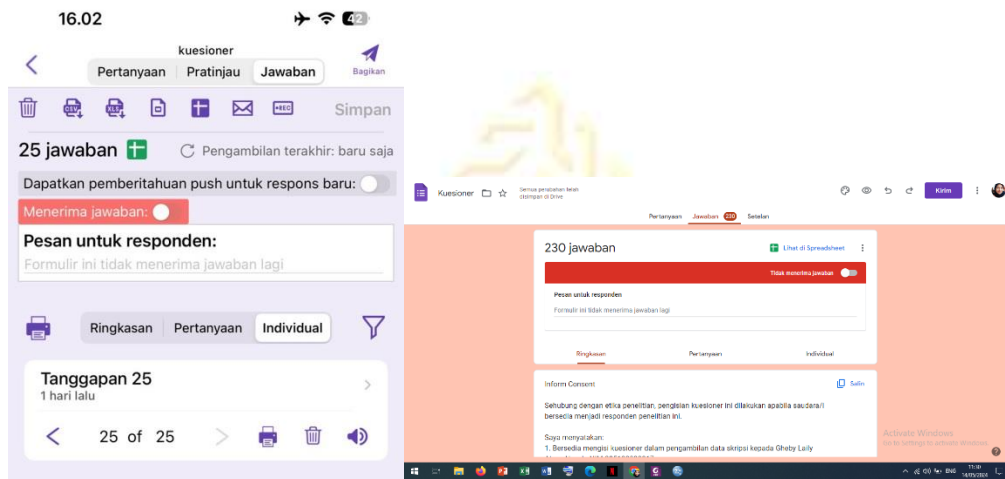 16.02
42
kuesioner
Pertanyaan Pratinjau Jawaban
Bagikan
CSV XLS REC Simpan
25 jawaban Pengambilan terakhir: baru saja
Dapatkan pemberitahuan push untuk respons baru:
Menerima jawaban:
Pesan untuk responden:
Formulir ini tidak menerima jawaban lagi
Ringkasan Pertanyaan Individual
Tanggapan 25
1 hari lalu
25 of 25
Kuesioner
Semua perubahan telah
disimpan di Drive
Kirim
Pertanyaan Jawaban 230 Setelan
230 jawaban
Lihat di Spreadsheet
Tidak menerima jawaban
Pesan untuk responden
Formulir ini tidak menerima jawaban lagi
Ringkasan Pertanyaan Individual
Inform Consent
Salin
Sehubung dengan etika penelitian, pengisian kuesioner ini dilakukan apabila saudara/i
bersedia menjadi responden penelitian ini.
Saya menyatakan:
1. Bersedia mengisi kuesioner dalam pengambilan data skripsi kepada Gheby Laily
Activate Windows
Go to Settings to activate Windows.
ENG
11:30
14/05/2024